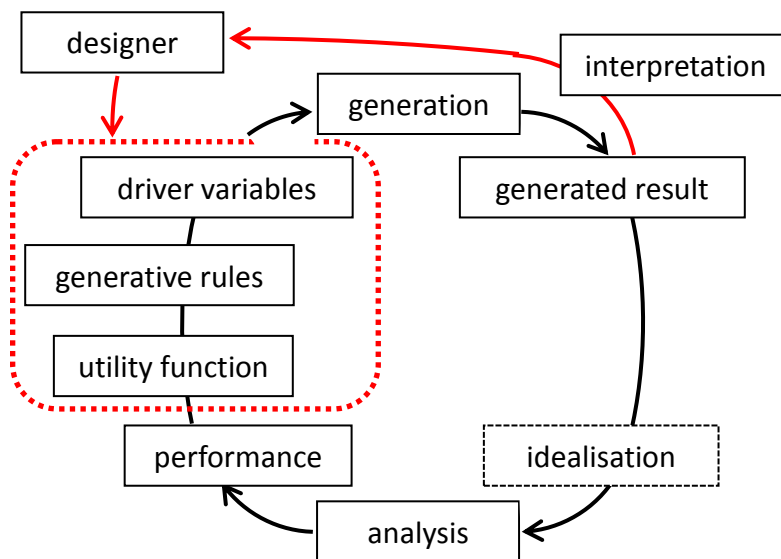 designer
interpretation
generation
driver variables
generated result
generative rules
utility function
performance
idealisation
analysis